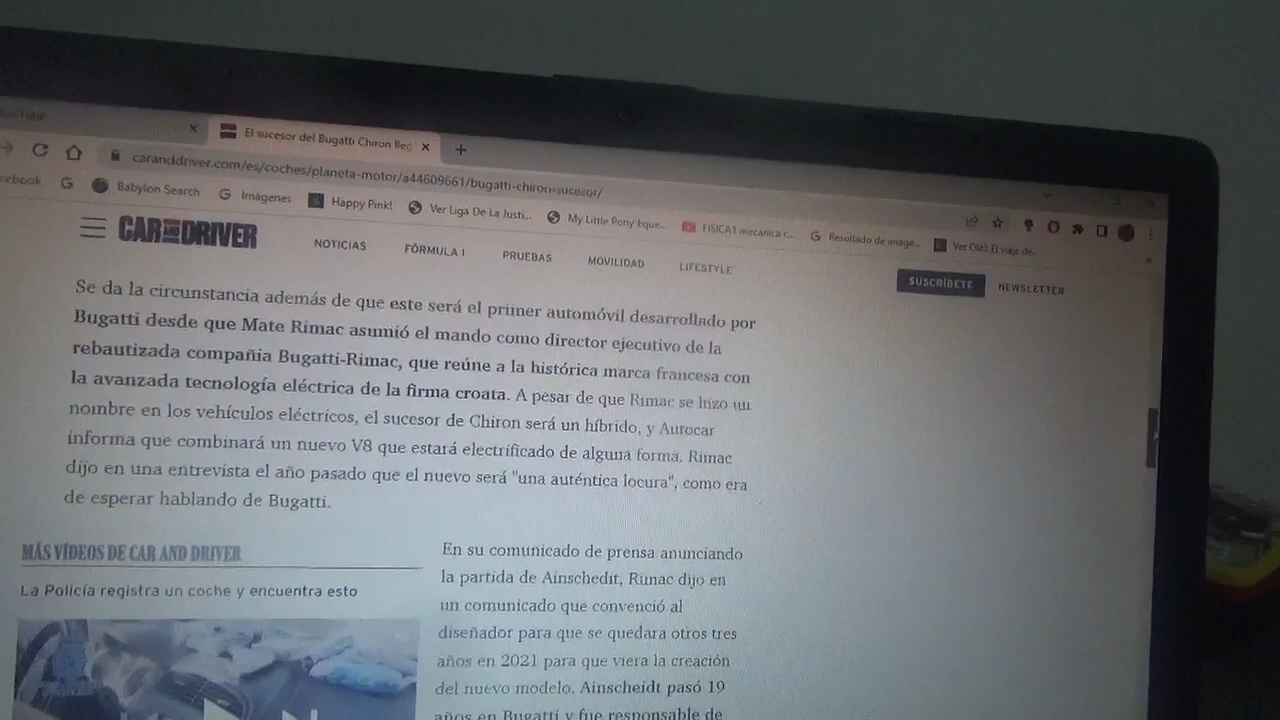 El sucesor del Bugatti Chiron lleg
caranddriver.com/es/coches/planeta-motor/a44609661/bugatti-chiron-sucesor/
cebook
Babylon Search
Imágenes
Happy Pink!
Ver Liga De La Justi...
My Little Pony Eque...
FISICA1 mecanica c...
Resultado de image...
Ver Olé!: El viaje de...
CAR AND DRIVER
NOTICIAS
FÓRMULA 1
PRUEBAS
MOVILIDAD
LIFESTYLE
SUSCRÍBETE
NEWSLETTER
Se da la circunstancia además de que este será el primer automóvil desarrollado por
Bugatti desde que Mate Rimac asumió el mando como director ejecutivo de la
rebautizada compañia Bugatti-Rimac, que reúne a la histórica marca francesa con
la avanzada tecnología eléctrica de la firma croata. A pesar de que Rimac se hizo un
nombre en los vehículos eléctricos, el sucesor de Chiron será un híbrido, y Autocar
informa que combinará un nuevo V8 que estará electrificado de alguna forma. Rimac
dijo en una entrevista el año pasado que el nuevo será "una auténtica locura", como era
de esperar hablando de Bugatti.
MÁS VÍDEOS DE CAR AND DRIVER
La Policía registra un coche y encuentra esto
En su comunicado de prensa anunciando
la partida de Ainschedit, Rimac dijo en
un comunicado que convenció al
diseñador para que se quedara otros tres
años en 2021 para que viera la creación
del nuevo modelo. Ainscheidt pasó 19
años en Bugatti y fue responsable de